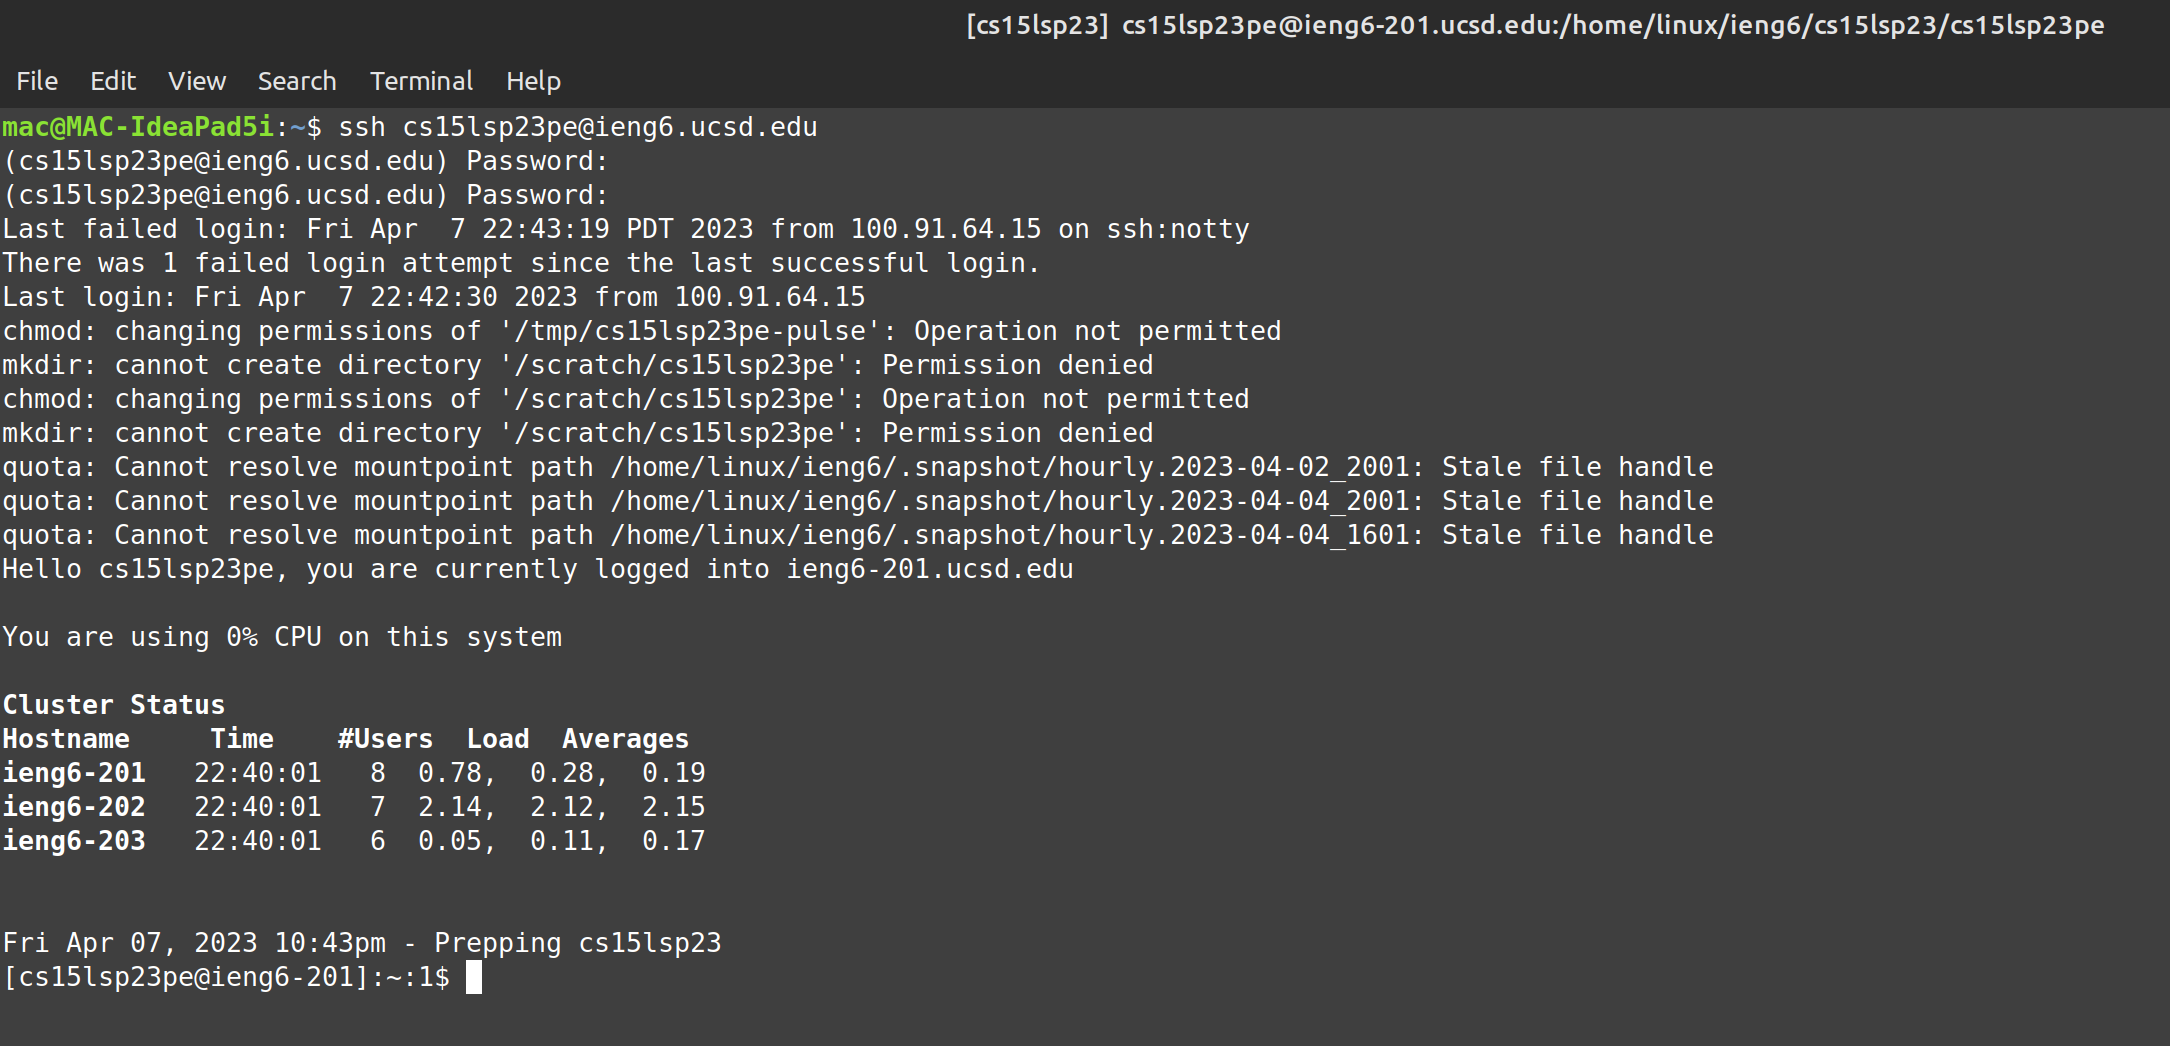 [cs15lsp23] cs15lsp23pe@ieng6-201.ucsd.edu:/home/linux/ieng6/cs15lsp23/cs15lsp23pe
File Edit View Search Terminal Help
mac@MAC-IdeaPad5i:~$ ssh cs15lsp23pe@ieng6.ucsd.edu
(cs15lsp23pe@ieng6.ucsd.edu) Password:
(cs15lsp23pe@ieng6.ucsd.edu) Password:
Last failed login: Fri Apr  7 22:43:19 PDT 2023 from 100.91.64.15 on ssh:notty
There was 1 failed login attempt since the last successful login.
Last login: Fri Apr  7 22:42:30 2023 from 100.91.64.15
chmod: changing permissions of '/tmp/cs15lsp23pe-pulse': Operation not permitted
mkdir: cannot create directory '/scratch/cs15lsp23pe': Permission denied
chmod: changing permissions of '/scratch/cs15lsp23pe': Operation not permitted
mkdir: cannot create directory '/scratch/cs15lsp23pe': Permission denied
quota: Cannot resolve mountpoint path /home/linux/ieng6/.snapshot/hourly.2023-04-02_2001: Stale file handle
quota: Cannot resolve mountpoint path /home/linux/ieng6/.snapshot/hourly.2023-04-04_2001: Stale file handle
quota: Cannot resolve mountpoint path /home/linux/ieng6/.snapshot/hourly.2023-04-04_1601: Stale file handle
Hello cs15lsp23pe, you are currently logged into ieng6-201.ucsd.edu
You are using 0% CPU on this system
Cluster Status
Hostname     Time    #Users  Load  Averages
ieng6-201   22:40:01   8  0.78,  0.28,  0.19
ieng6-202   22:40:01   7  2.14,  2.12,  2.15
ieng6-203   22:40:01   6  0.05,  0.11,  0.17
Fri Apr 07, 2023 10:43pm - Prepping cs15lsp23
[cs15lsp23pe@ieng6-201]:~:1$